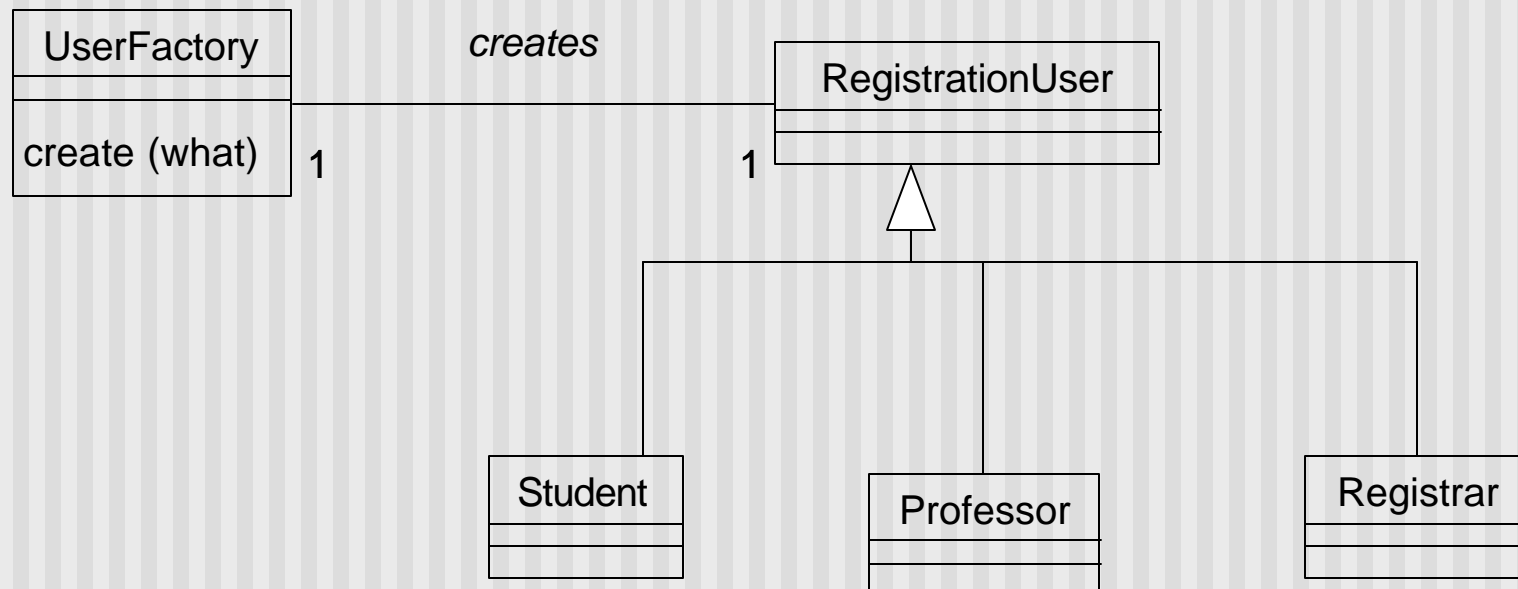 UserFactory
creates
RegistrationUser
create (what)
1
1
Student
Professor
Registrar